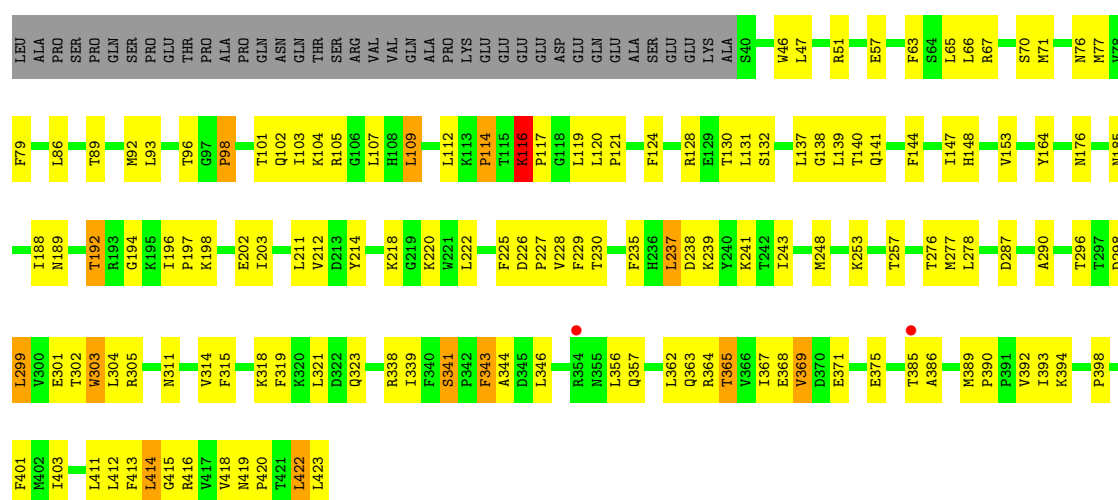 LEU ALA PRO SER PRO GLN SER PRO GLU THR PRO ALA PRO GLN ASN GLN THR SER ARG VAL VAL GLN ALA PRO LYS GLU GLU GLU GLU ASP GLU GLN GLU ALA SER GLU GLU LYS ALA S40 W46 L47 R51 E57 F63 S64 L65 L66 R67 S70 M71 N76 M77 V78
F79 L86 T89 M92 L93 T96 G97 P98 T101 Q102 I103 K104 R105 G106 L107 H108 L109 L112 K113 P114 T115 K116 P117 G118 L119 L120 P121 F124 R128 E129 T130 L131 S132 L137 G138 L139 T140 Q141 F144 I147 H148 V153 Y164 N176 N185
I188 N189 T192 R193 G194 K195 I196 P197 K198 E202 I203 L211 V212 D213 Y214 K218 G219 K220 W221 L222 F225 D226 P227 V228 F229 T230 F235 H236 L237 D238 K239 Y240 K241 T242 I243 M248 K253 T257 T276 M277 L278 D287 A290 T296 T297 D298
L299 V300 E301 T302 W303 L304 R305 N311 V314 F315 K318 F319 K320 L321 D322 Q323 R338 I339 F340 S341 P342 F343 A344 D345 L346 R354 N355 L356 Q357 L362 Q363 R364 T365 V366 I367 E368 V369 D370 E371 E375 T385 A386 M389 P390 P391 V392 I393 K394 P398
F401 M402 I403 L411 L412 F413 L414 G415 R416 V417 V418 N419 P420 T421 L422 L423